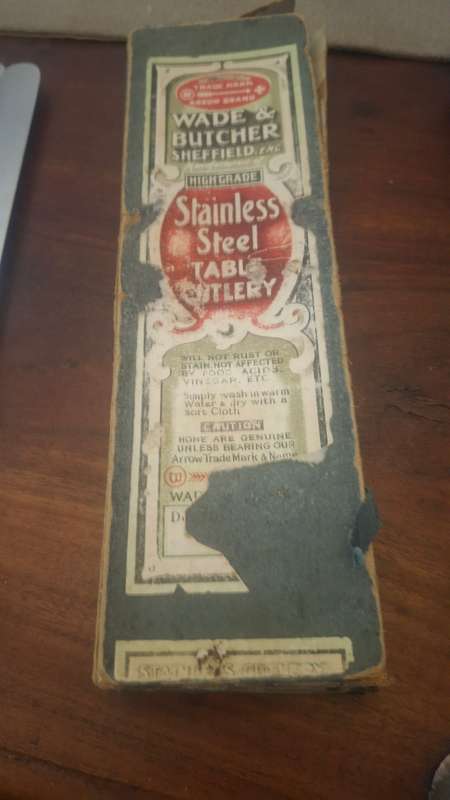 TRADE MARK
W
ARROW BRAND
WADE &
BUTCHER
SHEFFIELD, ENG
HIGH GRADE
Stainless
Steel
TABLE
CUTLERY
WILL NOT RUST OR
STAIN, NOT AFFECTED
BY FOOD ACIDS,
VINEGAR, ETC
Simply wash in warm
Water & dry with a
soft Cloth
CAUTION
NONE ARE GENUINE
UNLESS BEARING OUR
Arrow Trade Mark & Name
W
WAD
D